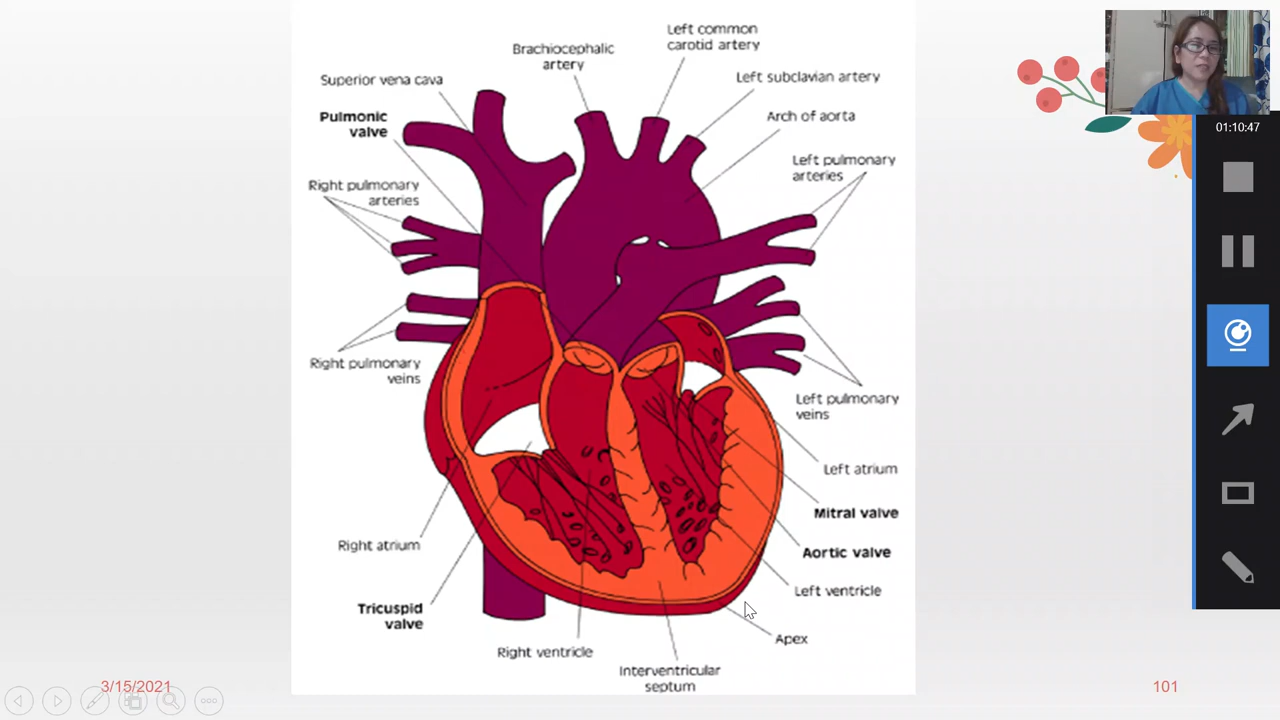 Left common
carotid artery
Brachiocephalic
artery
Superior vena cava
Left subclavian artery
Pulmonic
valve
Arch of aorta
01:10:47
Left pulmonary
arteries
Right pulmonary
arteries
Right pulmonary
veins
Left pulmonary
veins
Left atrium
Mitral valve
Right atrium
Aortic valve
Left ventricle
Tricuspid
valve
Apex
Right ventricle
Interventricular
septum
3/15/2021
101